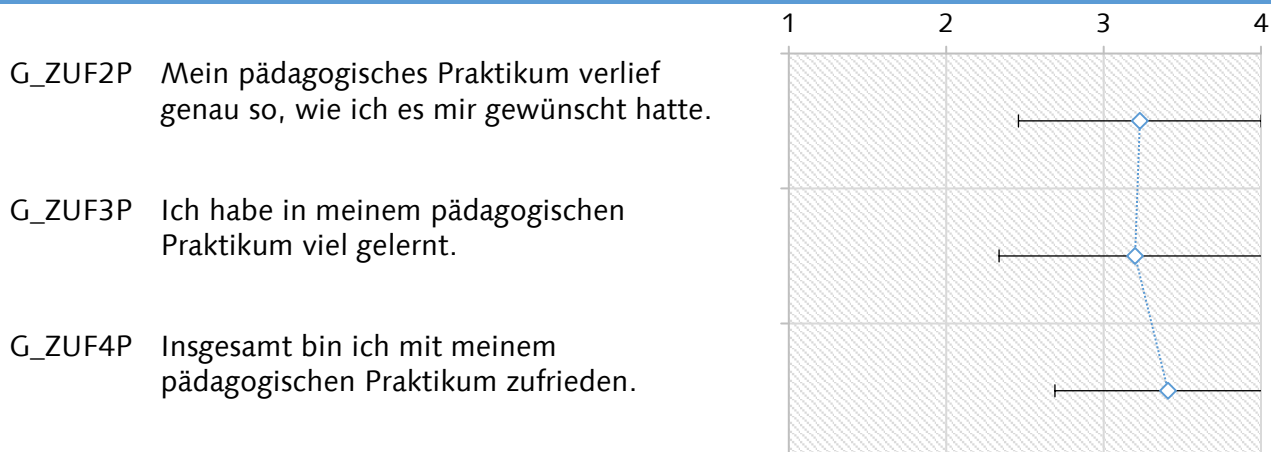 1 2 3 4
G_ZUF2P Mein pädagogisches Praktikum verlief
genau so, wie ich es mir gewünscht hatte.
G_ZUF3P Ich habe in meinem pädagogischen
Praktikum viel gelernt.
G_ZUF4P Insgesamt bin ich mit meinem
pädagogischen Praktikum zufrieden.